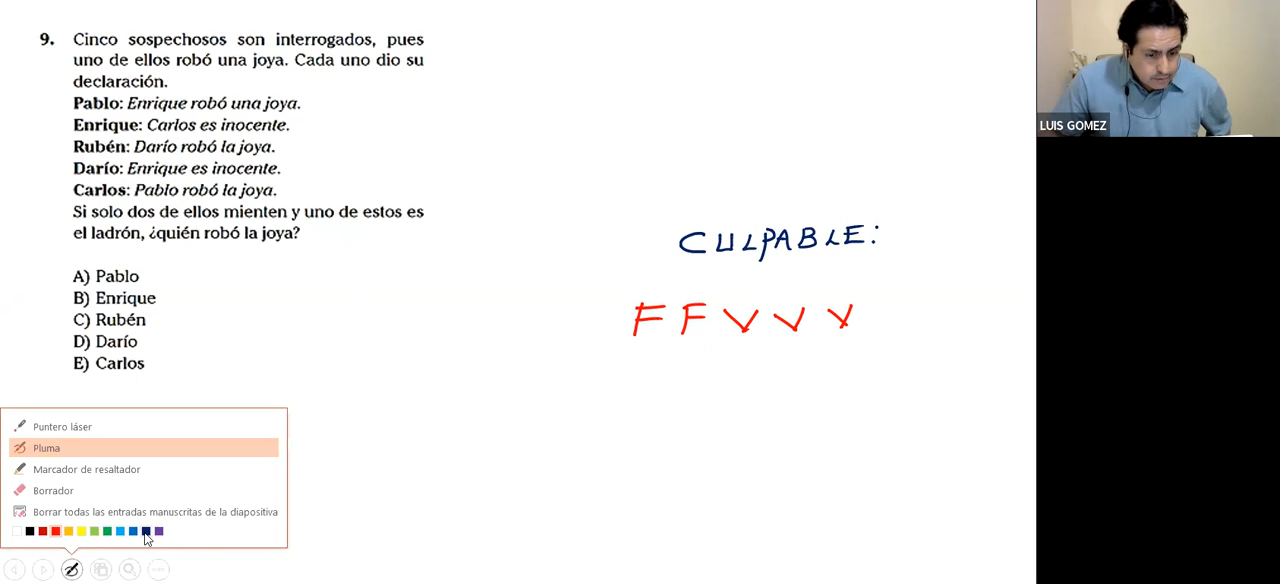 9. Cinco sospechosos son interrogados, pues
uno de ellos robó una joya. Cada uno dio su
declaración.
Pablo: Enrique robó una joya.
Enrique: Carlos es inocente.
Rubén: Darío robó la joya.
Darío: Enrique es inocente.
Carlos: Pablo robó la joya.
Si solo dos de ellos mienten y uno de estos es
el ladrón, ¿quién robó la joya?
A) Pablo
B) Enrique
C) Rubén
D) Darío
E) Carlos
CULPABLE:
F F V V V
LUIS GOMEZ
Puntero láser
Pluma
Marcador de resaltador
Borrador
Borrar todas las entradas manuscritas de la diapositiva